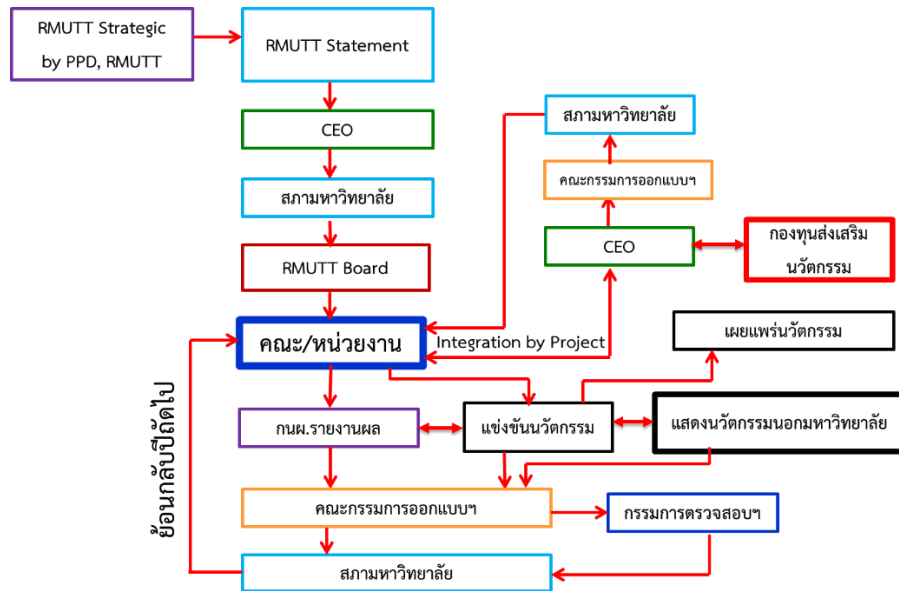 RMUTT Strategic
by PPD, RMUTT
RMUTT Statement
CEO
สภามหาวิทยาลัย
RMUTT Board
คณะ/หน่วยงาน
Integration by Project
สภามหาวิทยาลัย
คณะกรรมการออกแบบฯ
CEO
กองทุนส่งเสริม
นวัตกรรม
เผยแพร่นวัตกรรม
กนผ.รายงานผล
แข่งขันนวัตกรรม
แสดงนวัตกรรมนอกมหาวิทยาลัย
คณะกรรมการออกแบบฯ
กรรมการตรวจสอบฯ
สภามหาวิทยาลัย
ย้อนกลับปีถัดไป